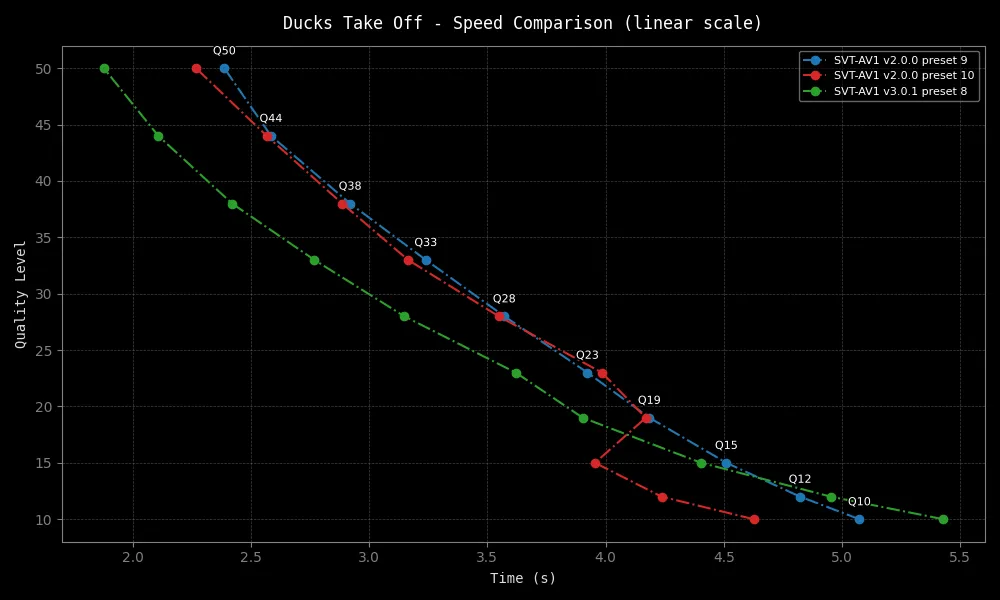 Ducks Take Off - Speed Comparison (linear scale)
SVT-AV1 v2.0.0 preset 9
SVT-AV1 v2.0.0 preset 10
SVT-AV1 v3.0.1 preset 8
Quality Level
50
45
40
35
30
25
20
15
10
Q50
Q44
Q38
Q33
Q28
Q23
Q19
Q15
Q12
Q10
2.0 2.5 3.0 3.5 4.0 4.5 5.0 5.5
Time (s)